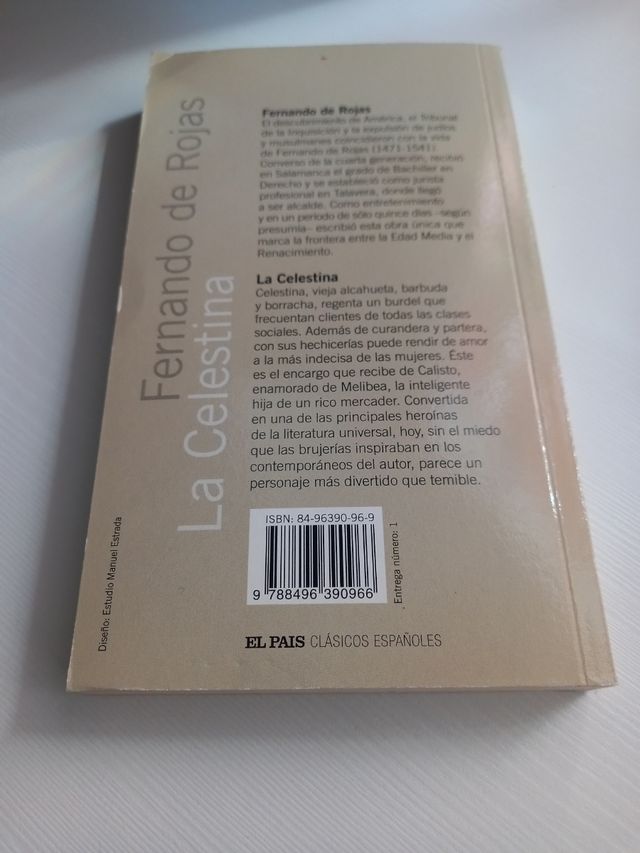 Fernando de Rojas
La Celestina
Fernando de Rojas
El descubrimiento de América, el Tribunal
de la Inquisición y la expulsión de judíos
y musulmanes coincidieron con la vida
de Fernando de Rojas (1471-1541).
Converso de la cuarta generación, recibió
en Salamanca el grado de Bachiller en
Derecho y se estableció como jurista
profesional en Talavera, donde llegó
a ser alcalde. Como entretenimiento
y en un periodo de sólo quince días –según
presumía– escribió esta obra única que
marca la frontera entre la Edad Media y el
Renacimiento.
La Celestina
Celestina, vieja alcahueta, barbuda
y borracha, regenta un burdel que
frecuentan clientes de todas las clases
sociales. Además de curandera y partera,
con sus hechicerías puede rendir de amor
a la más indecisa de las mujeres. Éste
es el encargo que recibe de Calisto,
enamorado de Melibea, la inteligente
hija de un rico mercader. Convertida
en una de las principales heroínas
de la literatura universal, hoy, sin el miedo
que las brujerías inspiraban en los
contemporáneos del autor, parece un
personaje más divertido que temible.
ISBN: 84-96390-96-9
9 788496 390966
Entrega número: 1
Diseño: Estudio Manuel Estrada
EL PAIS CLÁSICOS ESPAÑOLES